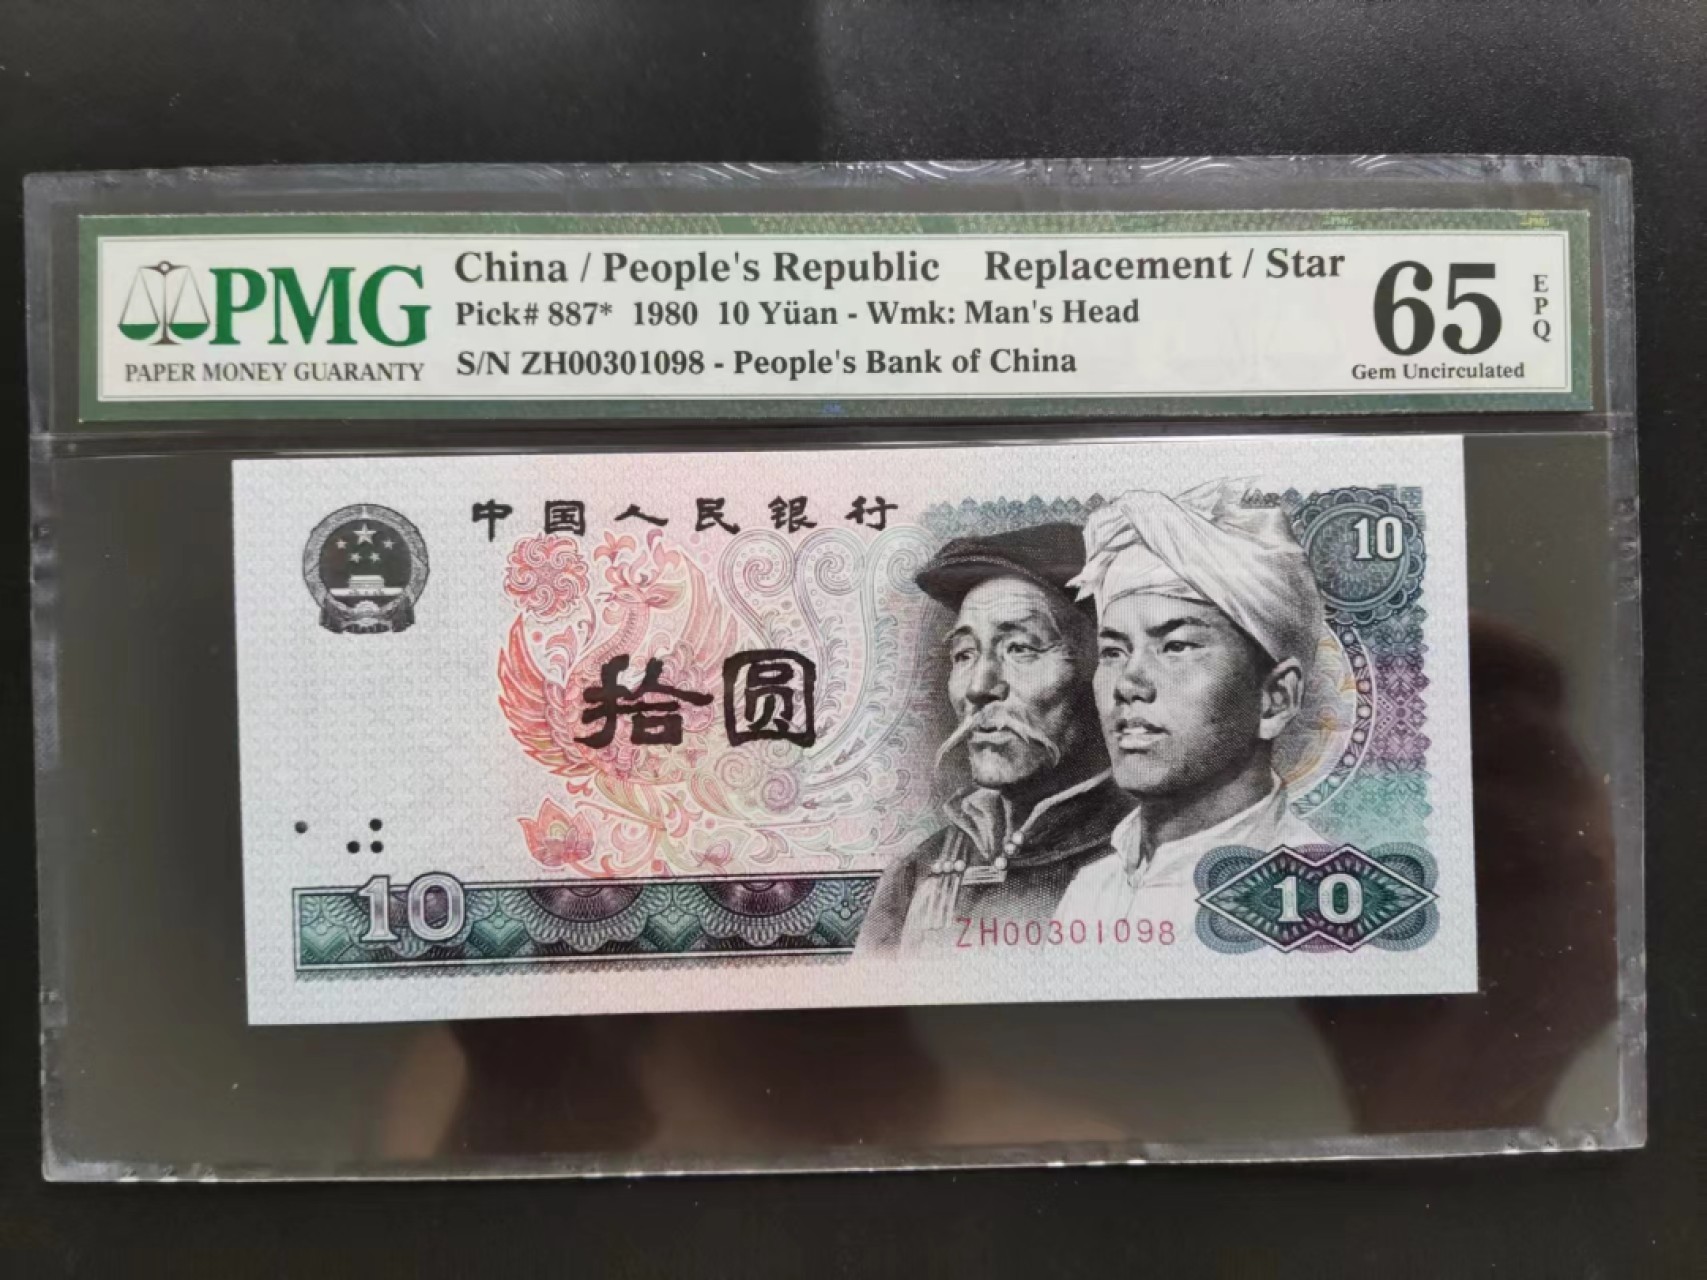 PMG
PAPER MONEY GUARANTY
China / People's Republic Replacement / Star
Pick# 887* 1980 10 Yüan - Wmk: Man's Head
S/N ZH00301098 - People's Bank of China
65
EPQ
Gem Uncirculated
中国人民银行
10
拾圆
10
ZH00301098
10